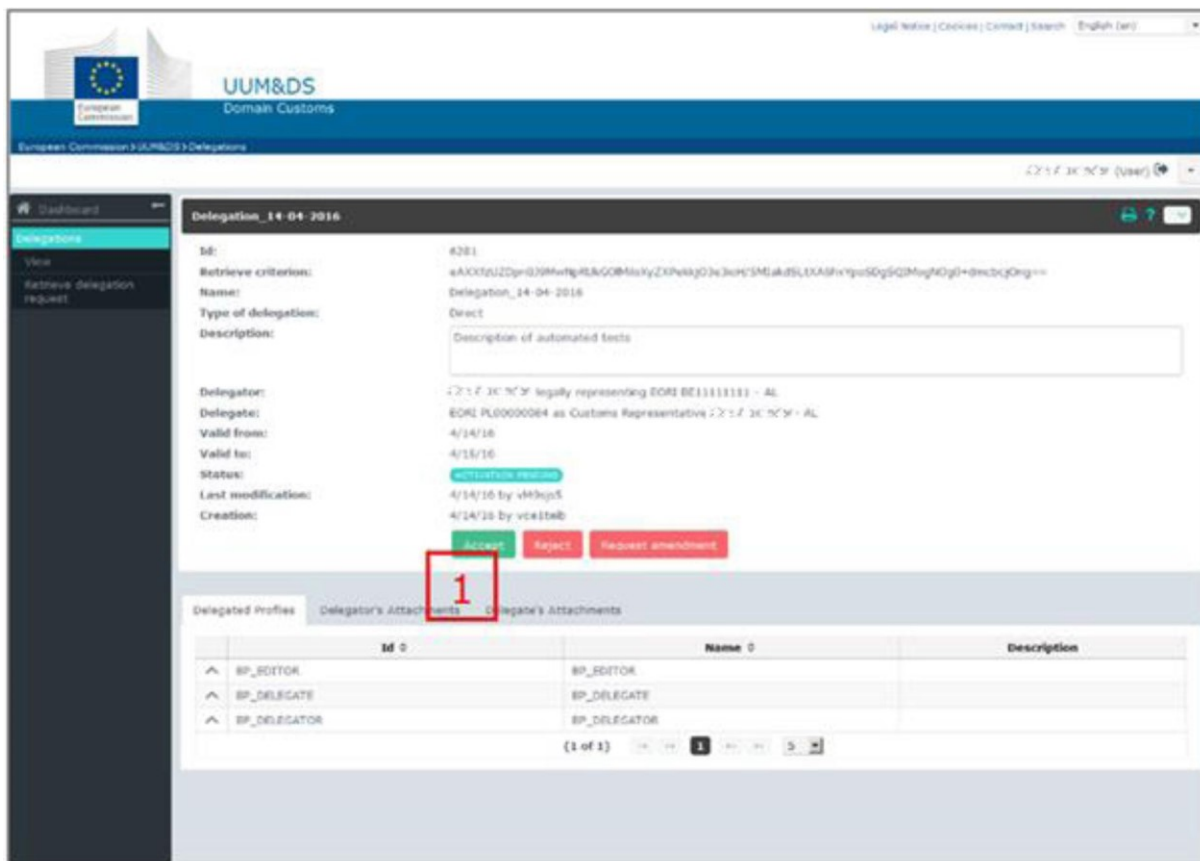 Legal Notice | Cookies | Contact | Search English (en)
UUM&DS
Domain Customs
European Commission
European Commission > UUM&DS > Delegations
(User)
Dashboard
Delegations
View
Retrieve delegation request
Delegation_14-04-2016
Id: 6281
Retrieve criterion:
Name: Delegation_14-04-2016
Type of delegation: Direct
Description: Description of automated tests
Delegator: legally representing EORI BE11111111 - AL
Delegate: EORI PL00000084 as Customs Representative - AL
Valid from: 4/14/16
Valid to: 4/15/16
Status: ACTIVATION PENDING
Last modification: 4/14/16 by
Creation: 4/14/16 by
Accept Reject Request amendment
1
Delegated Profiles Delegator's Attachments Delegate's Attachments
Id Name Description
BP_EDITOR BP_EDITOR
BP_DELEGATE BP_DELEGATE
BP_DELEGATOR BP_DELEGATOR
(1 of 1) 1 5